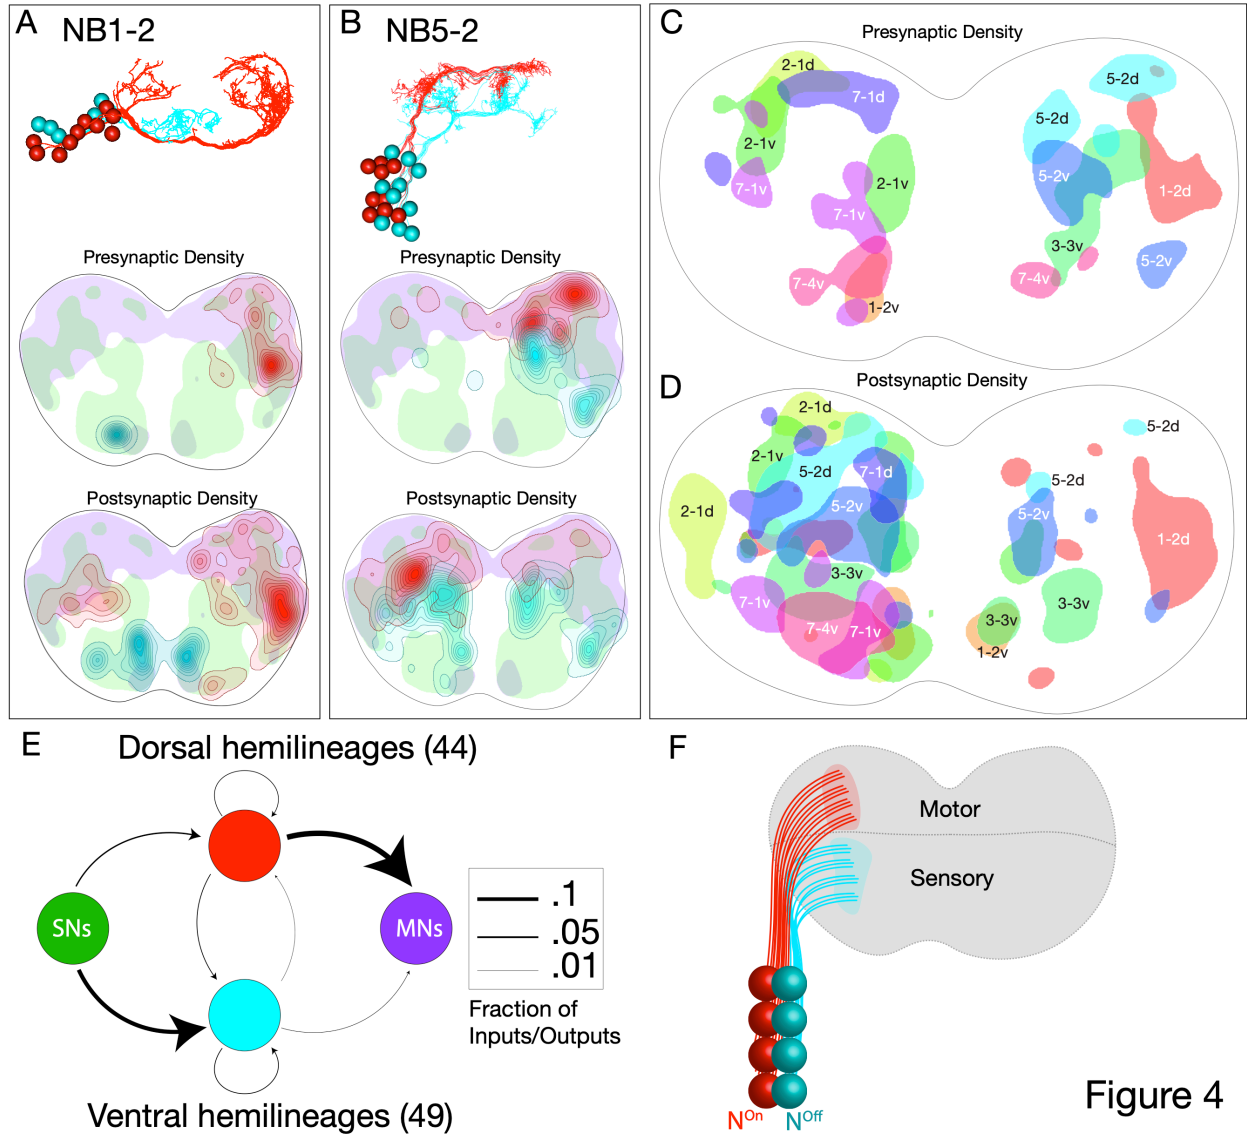 A NB1-2
Presynaptic Density
Postsynaptic Density
B NB5-2
Presynaptic Density
Postsynaptic Density
C
Presynaptic Density
2-1d
7-1d
2-1v
7-1v
2-1v
7-1v
7-4v
1-2v
5-2d
5-2d
5-2v
1-2d
3-3v
7-4v
5-2v
D
Postsynaptic Density
2-1d
2-1v
5-2d
7-1d
2-1d
5-2v
3-3v
7-1v
7-4v
7-1v
5-2d
5-2d
5-2v
1-2d
3-3v
3-3v
1-2v
E
Dorsal hemilineages (44)
SNs
MNs
.1
.05
.01
Fraction of
Inputs/Outputs
Ventral hemilineages (49)
F
Motor
Sensory
NOn NOff
Figure 4